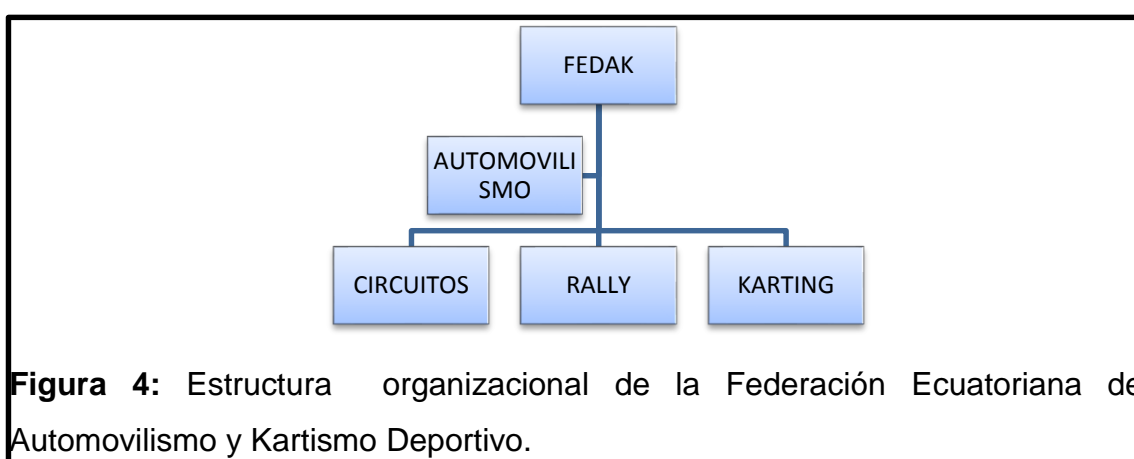 FEDAK
AUTOMOVILI
SMO
CIRCUITOS
RALLY
KARTING
Figura 4: Estructura organizacional de la Federación Ecuatoriana de
Automovilismo y Kartismo Deportivo.